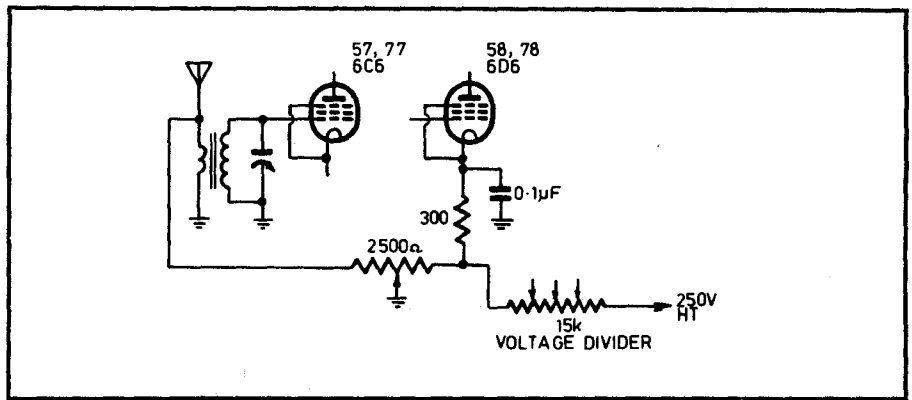 57, 77
6C6
58, 78
6D6
0·1µF
300
2500Ω
250V
HT
15k
VOLTAGE DIVIDER